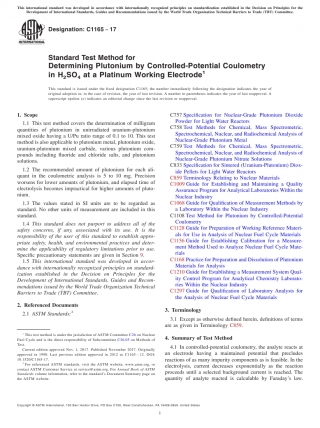 This international standard was developed in accordance with internationally recognized principles on standardization established in the Decision on Principles for the
Development of International Standards, Guides and Recommendations issued by the World Trade Organization Technical Barriers to Trade (TBT) Committee.
Designation: C1165 − 17
INTERNATIONAL
Standard Test Method for
Determining Plutonium by Controlled-Potential Coulometry
in H2SO4 at a Platinum Working Electrode1
This standard is issued under the fixed designation C1165; the number immediately following the designation indicates the year of
original adoption or, in the case of revision, the year of last revision. A number in parentheses indicates the year of last reapproval. A
superscript epsilon (ε) indicates an editorial change since the last revision or reapproval.
1. Scope
1.1 This test method covers the determination of milligram
quantities of plutonium in unirradiated uranium-plutonium
mixed oxide having a U/Pu ratio range of 0.1 to 10. This test
method is also applicable to plutonium metal, plutonium oxide,
uranium-plutonium mixed carbide, various plutonium com-
pounds including fluoride and chloride salts, and plutonium
solutions.
1.2 The recommended amount of plutonium for each ali-
quant in the coulometric analysis is 5 to 10 mg. Precision
worsens for lower amounts of plutonium, and elapsed time of
electrolysis becomes impractical for higher amounts of pluto-
nium.
1.3 The values stated in SI units are to be regarded as
standard. No other units of measurement are included in this
standard.
1.4 This standard does not purport to address all of the
safety concerns, if any, associated with its use. It is the
responsibility of the user of this standard to establish appro-
priate safety, health, and environmental practices and deter-
mine the applicability of regulatory limitations prior to use.
Specific precautionary statements are given in Section 9.
1.5 This international standard was developed in accor-
dance with internationally recognized principles on standard-
ization established in the Decision on Principles for the
Development of International Standards, Guides and Recom-
mendations issued by the World Trade Organization Technical
Barriers to Trade (TBT) Committee.
2. Referenced Documents
2.1 ASTM Standards:2
1 This test method is under the jurisdiction of ASTM Committee C26 on Nuclear
Fuel Cycle and is the direct responsibility of Subcommittee C26.05 on Methods of
Test.
Current edition approved Nov. 1, 2017. Published November 2017. Originally
approved in 1990. Last previous edition approved in 2012 as C1165 – 12. DOI:
10.1520/C1165-17.
2 For referenced ASTM standards, visit the ASTM website, www.astm.org, or
contact ASTM Customer Service at service@astm.org. For Annual Book of ASTM
Standards volume information, refer to the standard's Document Summary page on
the ASTM website.
C757 Specification for Nuclear-Grade Plutonium Dioxide
Powder for Light Water Reactors
C758 Test Methods for Chemical, Mass Spectrometric,
Spectrochemical, Nuclear, and Radiochemical Analysis of
Nuclear-Grade Plutonium Metal
C759 Test Methods for Chemical, Mass Spectrometric,
Spectrochemical, Nuclear, and Radiochemical Analysis of
Nuclear-Grade Plutonium Nitrate Solutions
C833 Specification for Sintered (Uranium-Plutonium) Diox-
ide Pellets for Light Water Reactors
C859 Terminology Relating to Nuclear Materials
C1009 Guide for Establishing and Maintaining a Quality
Assurance Program for Analytical Laboratories Within the
Nuclear Industry
C1068 Guide for Qualification of Measurement Methods by
a Laboratory Within the Nuclear Industry
C1108 Test Method for Plutonium by Controlled-Potential
Coulometry
C1128 Guide for Preparation of Working Reference Materi-
als for Use in Analysis of Nuclear Fuel Cycle Materials
C1156 Guide for Establishing Calibration for a Measure-
ment Method Used to Analyze Nuclear Fuel Cycle Mate-
rials
C1168 Practice for Preparation and Dissolution of Plutonium
Materials for Analysis
C1210 Guide for Establishing a Measurement System Qual-
ity Control Program for Analytical Chemistry Laborato-
ries Within the Nuclear Industry
C1297 Guide for Qualification of Laboratory Analysts for
the Analysis of Nuclear Fuel Cycle Materials
3. Terminology
3.1 Except as otherwise defined herein, definitions of terms
are as given in Terminology C859.
4. Summary of Test Method
4.1 In controlled-potential coulometry, the analyte reacts at
an electrode having a maintained potential that precludes
reactions of as many impurity components as is feasible. In the
electrolysis, current decreases exponentially as the reaction
proceeds until a selected background current is reached. The
quantity of analyte reacted is calculable by Faraday's law.
Copyright © ASTM International, 100 Barr Harbor Drive, PO Box C700, West Conshohocken, PA 19428-2959. United States
1